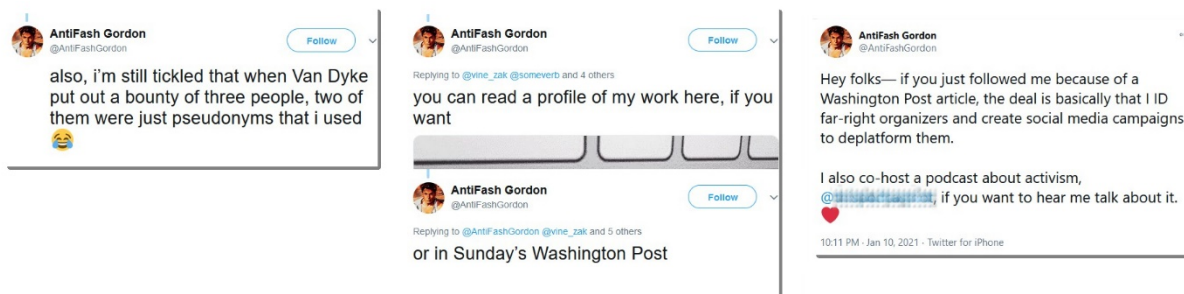 AntiFash Gordon
@AntiFashGordon
Follow
also, i'm still tickled that when Van Dyke
put out a bounty of three people, two of
them were just pseudonyms that i used
😂
AntiFash Gordon
@AntiFashGordon
Follow
Replying to @vine_zak @someverb and 4 others
you can read a profile of my work here, if you
want
AntiFash Gordon
@AntiFashGordon
Follow
Replying to @AntiFashGordon @vine_zak and 5 others
or in Sunday's Washington Post
AntiFash Gordon
@AntiFashGordon
Hey folks— if you just followed me because of a
Washington Post article, the deal is basically that I ID
far-right organizers and create social media campaigns
to deplatform them.
I also co-host a podcast about activism,
@, if you want to hear me talk about it.
❤️
10:11 PM · Jan 10, 2021 · Twitter for iPhone